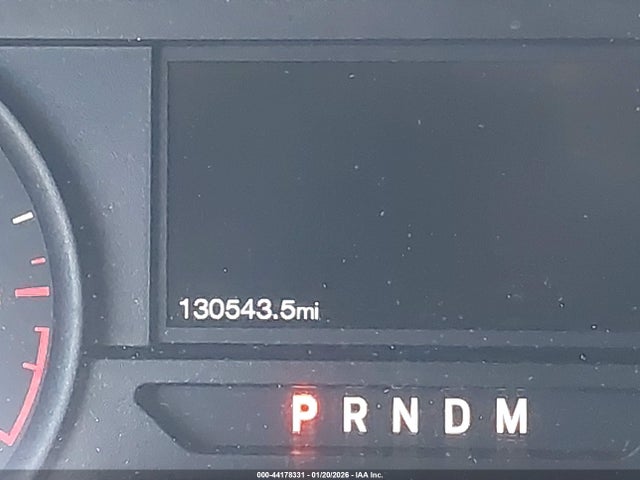 130543.5mi
P R N D M
000-44178331 - 01/20/2026 - IAA Inc.